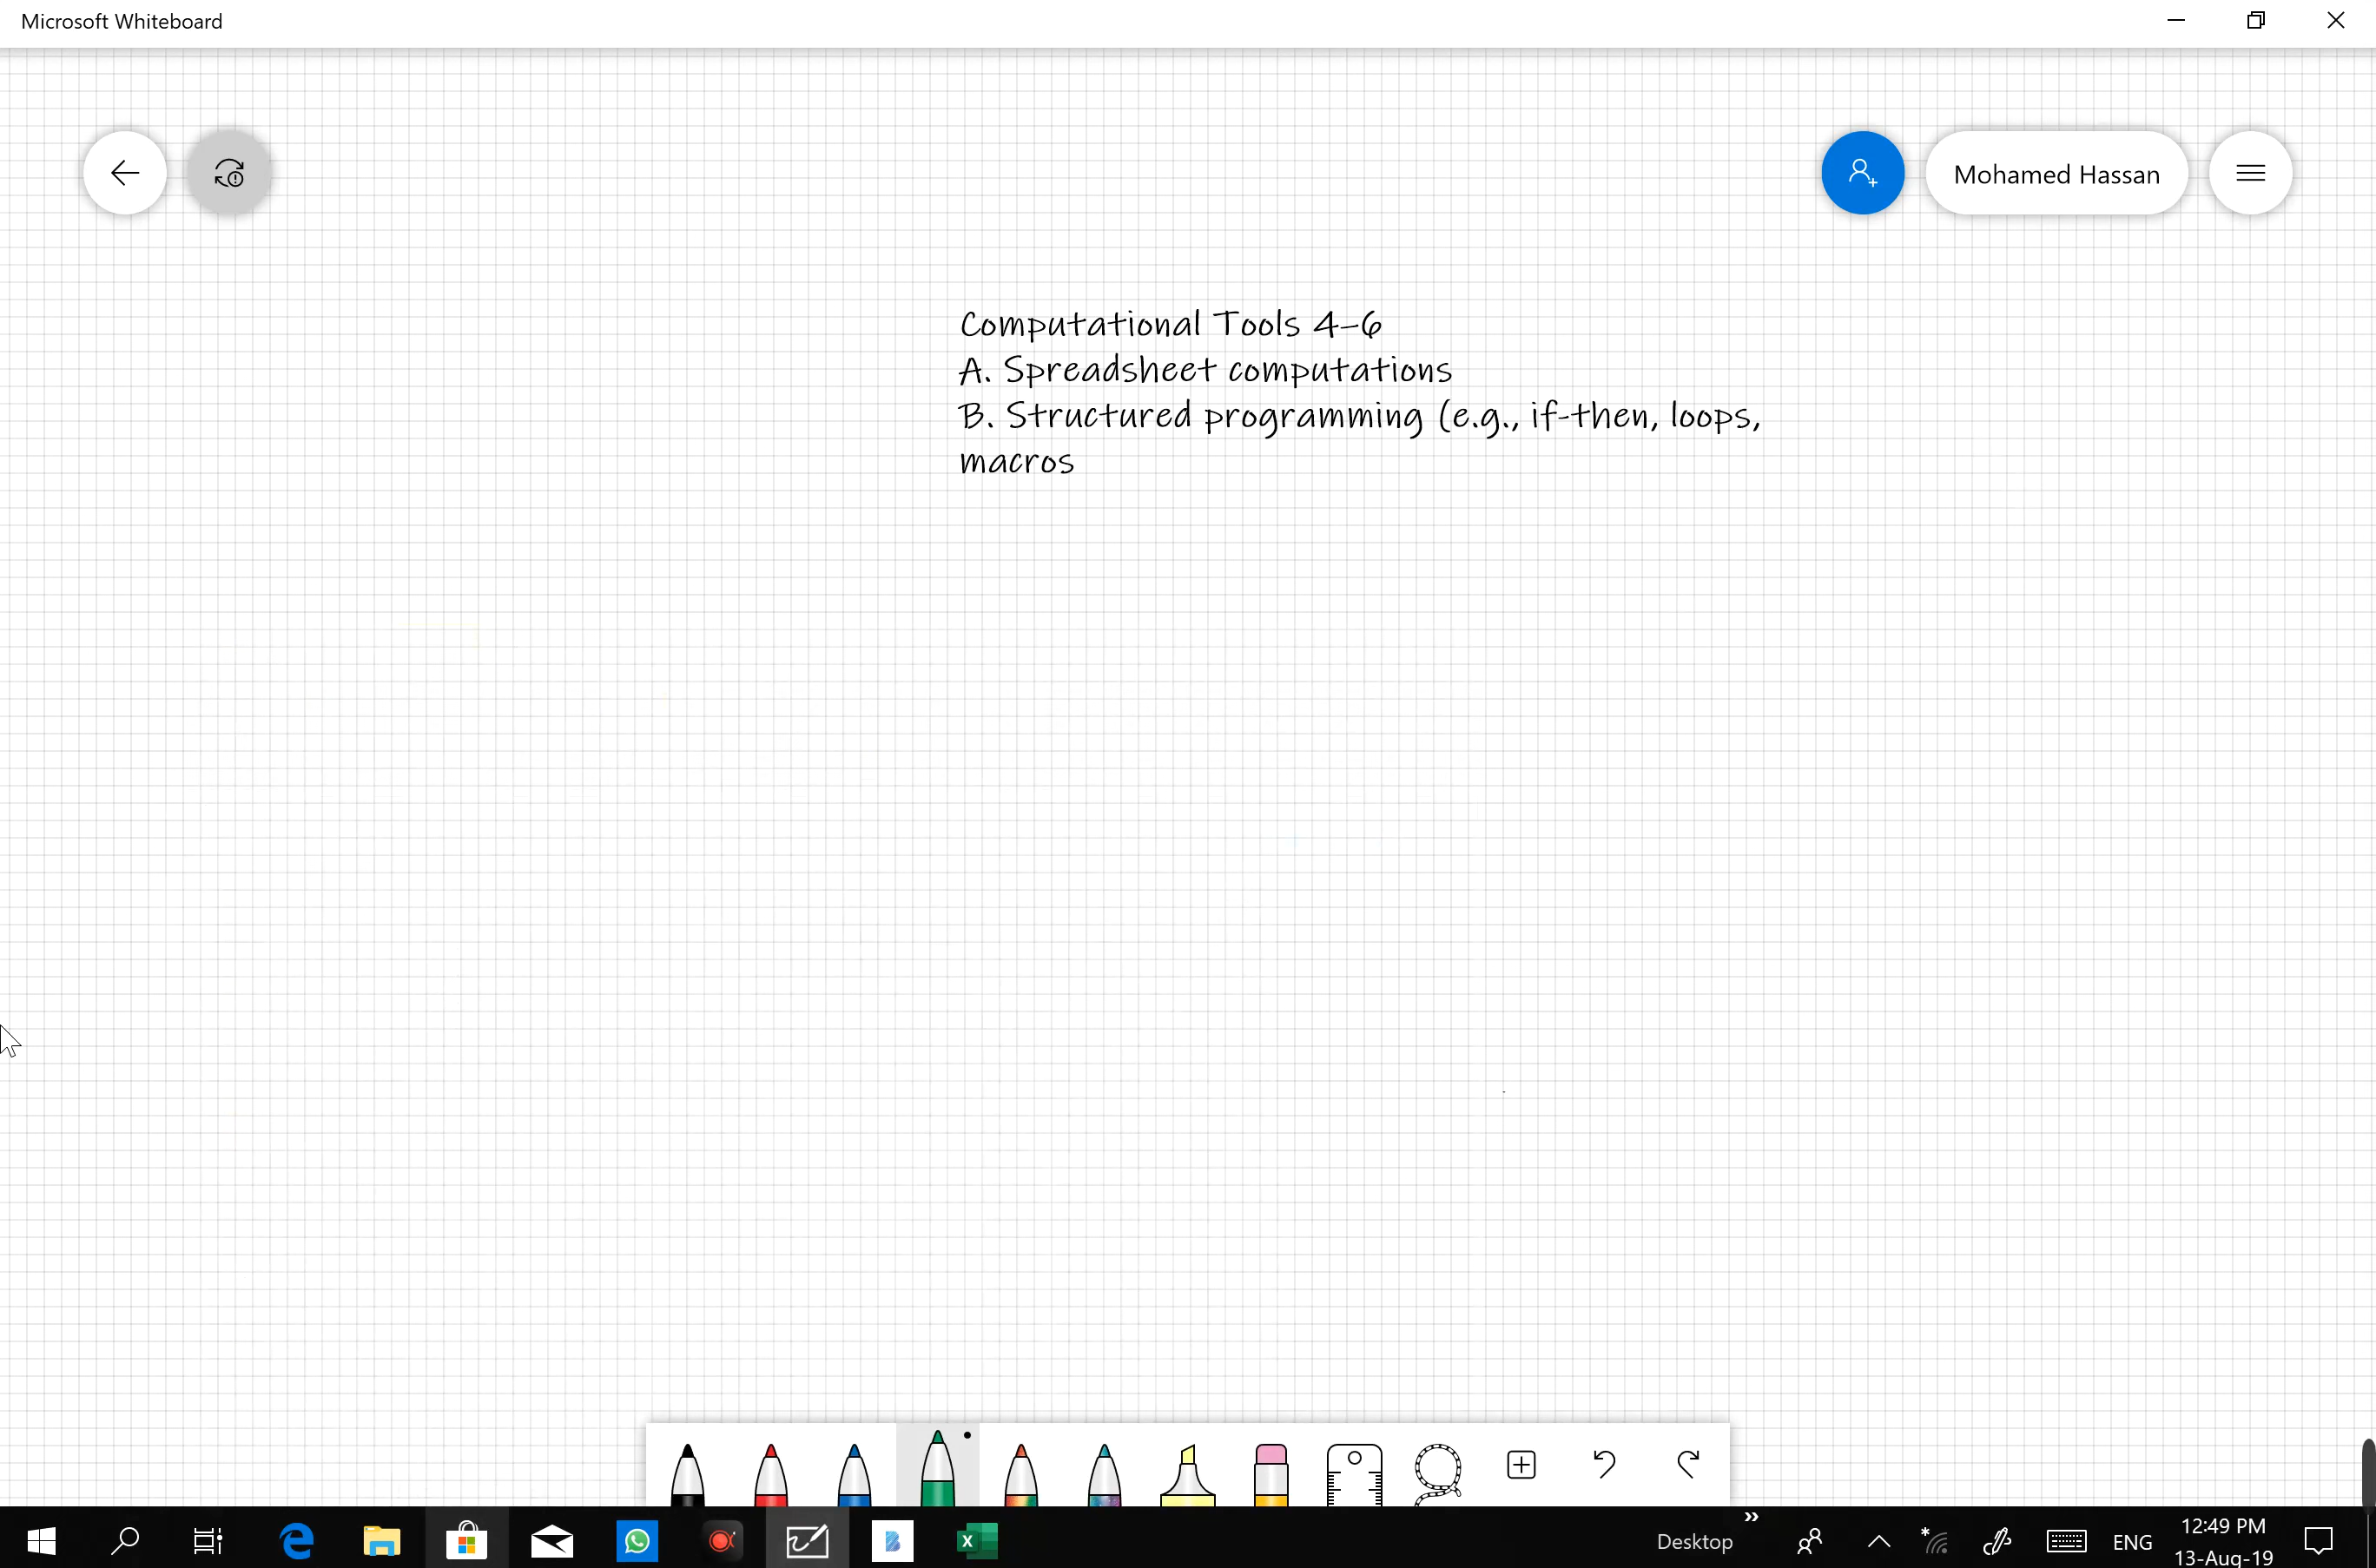 Microsoft Whiteboard
Mohamed Hassan
Computational Tools 4–6
A. Spreadsheet computations
B. Structured programming (e.g., if-then, loops,
macros
Desktop
ENG
12:49 PM
13-Aug-19